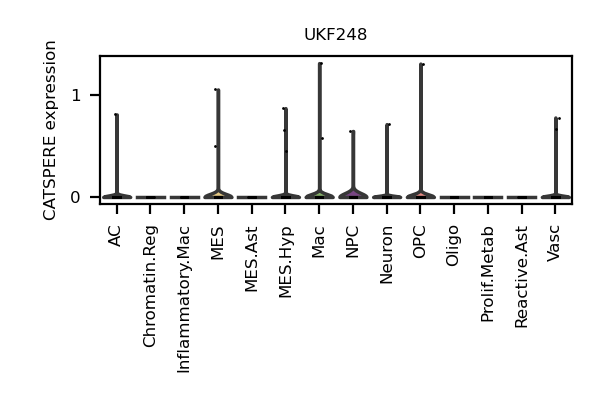 UKF248
CATSPERE expression
1
0
AC
Chromatin.Reg
Inflammatory.Mac
MES
MES.Ast
MES.Hyp
Mac
NPC
Neuron
OPC
Oligo
Prolif.Metab
Reactive.Ast
Vasc